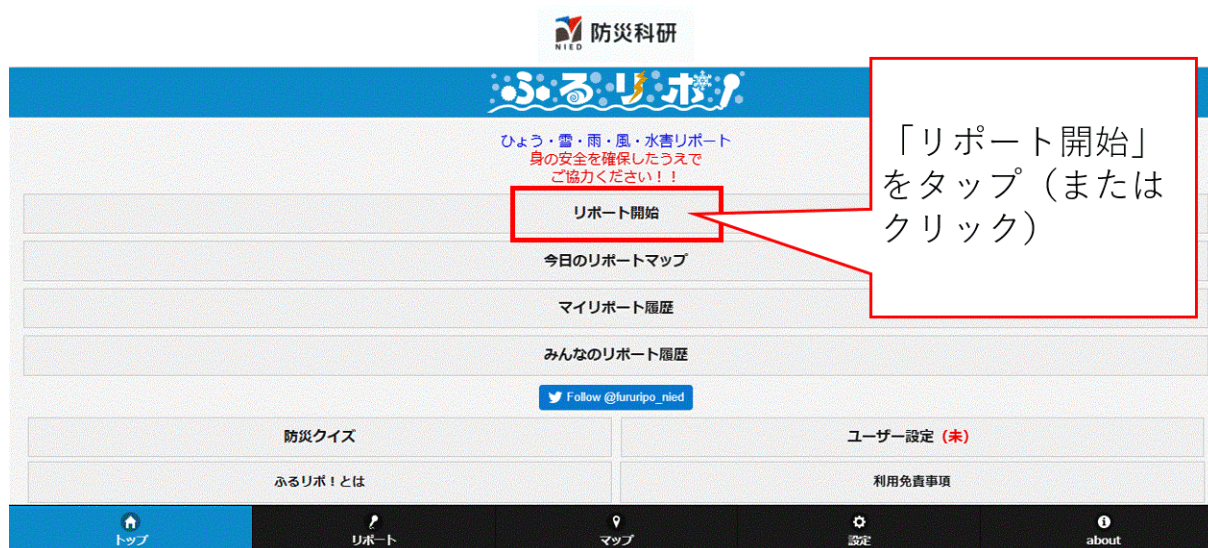 NIED 防災科研
ふるリポ!
ひょう・雪・雨・風・水害リポート
身の安全を確保したうえで
ご協力ください!!
リポート開始
「リポート開始」
をタップ(または
クリック)
今日のリポートマップ
マイリポート履歴
みんなのリポート履歴
Follow @fururipo_nied
防災クイズ
ユーザー設定 (未)
ふるリポ!とは
利用免責事項
トップ
リポート
マップ
設定
about